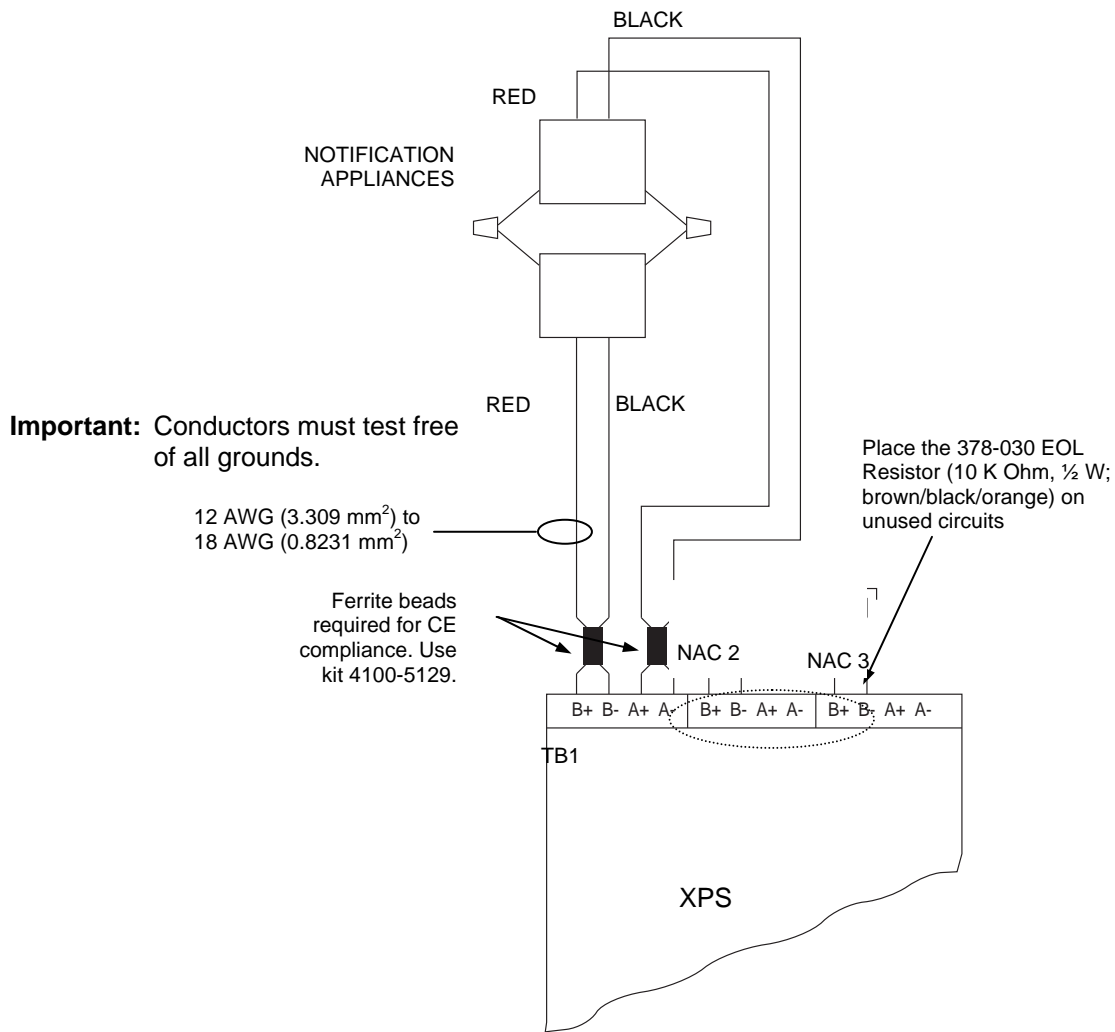 BLACK
RED
NOTIFICATION
APPLIANCES
RED
BLACK
Important: Conductors must test free
of all grounds.
Place the 378-030 EOL
Resistor (10 K Ohm, ½ W;
brown/black/orange) on
unused circuits
12 AWG (3.309 mm²) to
18 AWG (0.8231 mm²)
Ferrite beads
required for CE
compliance. Use
kit 4100-5129.
NAC 2
NAC 3
B+ B- A+ A- B+ B- A+ A- B+ B- A+ A-
TB1
XPS